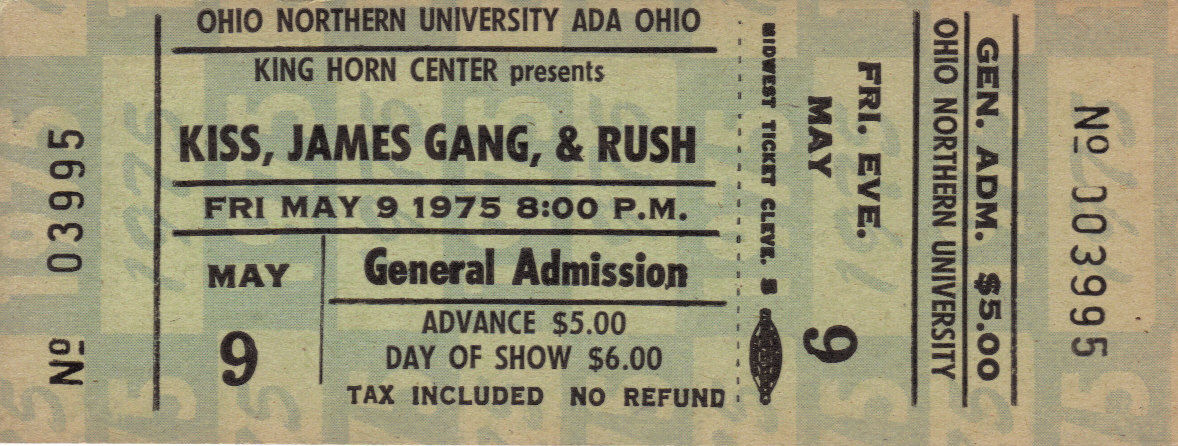 Nº 03995
OHIO NORTHERN UNIVERSITY ADA OHIO
KING HORN CENTER presents
KISS, JAMES GANG, & RUSH
FRI MAY 9 1975 8:00 P.M.
MAY
9
General Admission
ADVANCE $5.00
DAY OF SHOW $6.00
TAX INCLUDED NO REFUND
MIDWEST TICKET CLEVE.
FRI. EVE.
MAY
9
GEN. ADM. $5.00
OHIO NORTHERN UNIVERSITY
Nº 003995